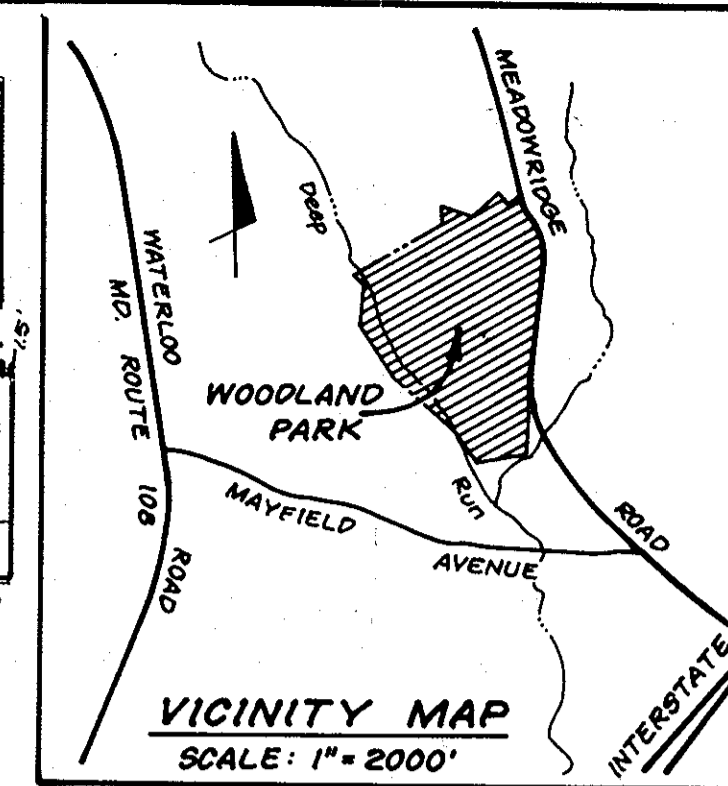 MEADOWRIDGE
Deep
WATERLOO
MD. ROUTE 108
ROAD
WOODLAND
PARK
Run
MAYFIELD
AVENUE
ROAD
INTERSTATE
VICINITY MAP
SCALE: 1"= 2000'